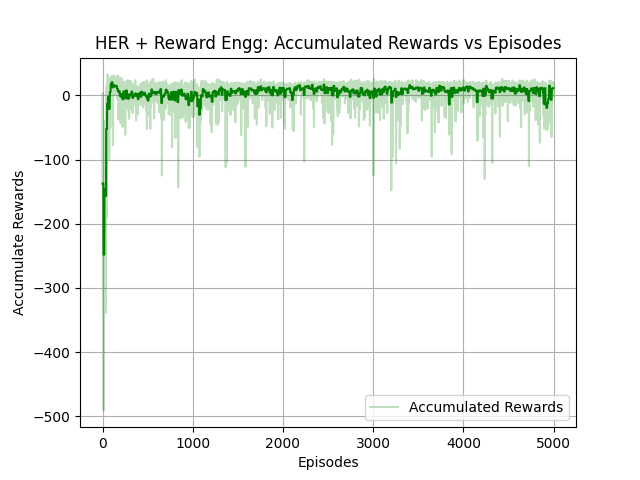 HER + Reward Engg: Accumulated Rewards vs Episodes
0
−100
−200
−300
−400
−500
Accumulate Rewards
Accumulated Rewards
0 1000 2000 3000 4000 5000
Episodes